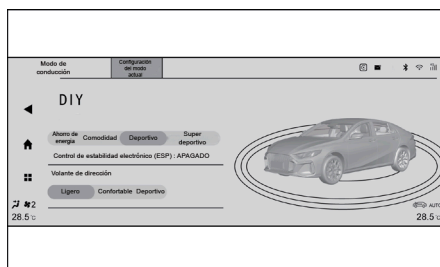 Modo de
conducción
Configuración
del modo
actual
DIY
Ahorro de
energía
Comodidad
Deportivo
Super
deportivo
Control de estabilidad electrónico (ESP) : APAGADO
Volante de dirección
Ligero
Confortable
Deportivo
2
28.5 °C
AUTO
28.5 °C